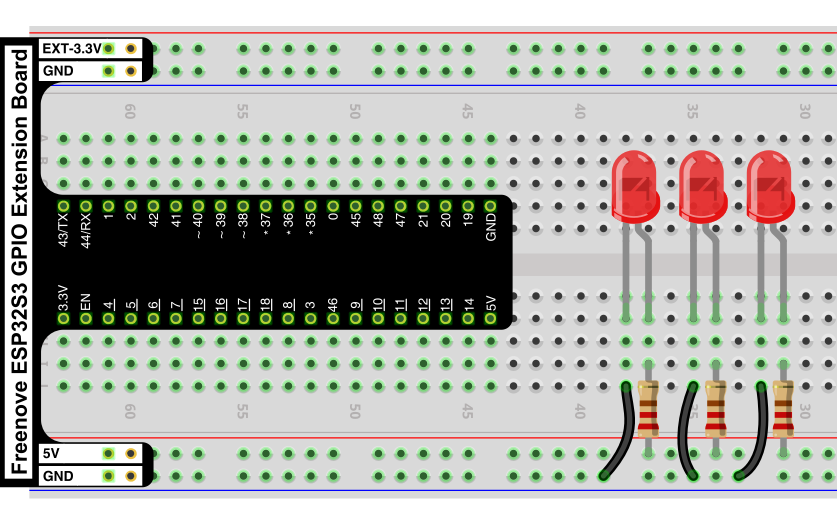 Freenove ESP32S3 GPIO Extension Board
EXT-3.3V
GND
60 55 50 45 40 35 30
43/TX 44/RX 1 2 42 41 ~40 ~39 ~38 *37 *36 *35 0 45 48 47 21 20 19 GND
3.3V EN 4 5 6 7 15 16 17 18 8 3 46 9 10 11 12 13 14 5V
60 55 50 45 40 30
5V
GND